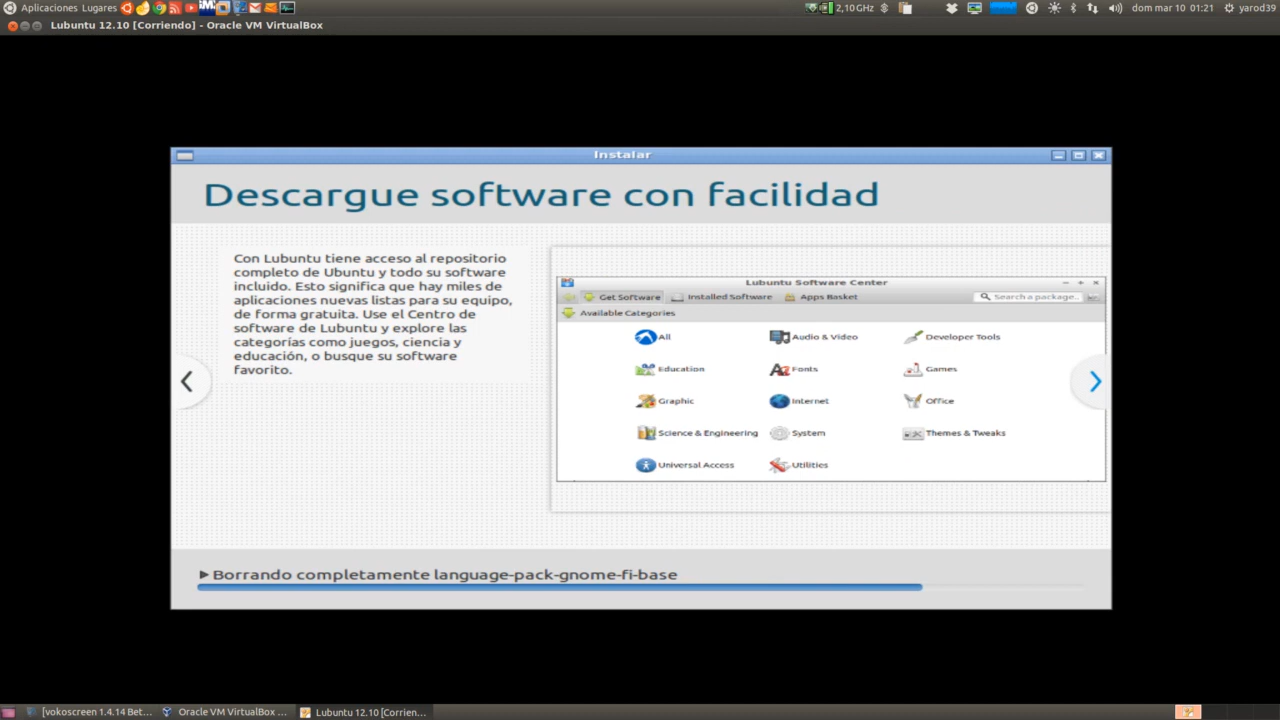 Aplicaciones Lugares
2,10GHz
dom mar 10 01:21
yarod39
Lubuntu 12.10 [Corriendo] - Oracle VM VirtualBox
Instalar
Descargue software con facilidad
Con Lubuntu tiene acceso al repositorio
completo de Ubuntu y todo su software
incluido. Esto significa que hay miles de
aplicaciones nuevas listas para su equipo,
de forma gratuita. Use el Centro de
software de Lubuntu y explore las
categorías como juegos, ciencia y
educación, o busque su software
favorito.
Lubuntu Software Center
Get Software Installed Software Apps Basket Search a package..
Available Categories
All Audio & Video Developer Tools
Education Fonts Games
Graphic Internet Office
Science & Engineering System Themes & Tweaks
Universal Access Utilities
Borrando completamente language-pack-gnome-fi-base
[vokoscreen 1.4.14 Bet... Oracle VM VirtualBox ... Lubuntu 12.10 [Corrien...